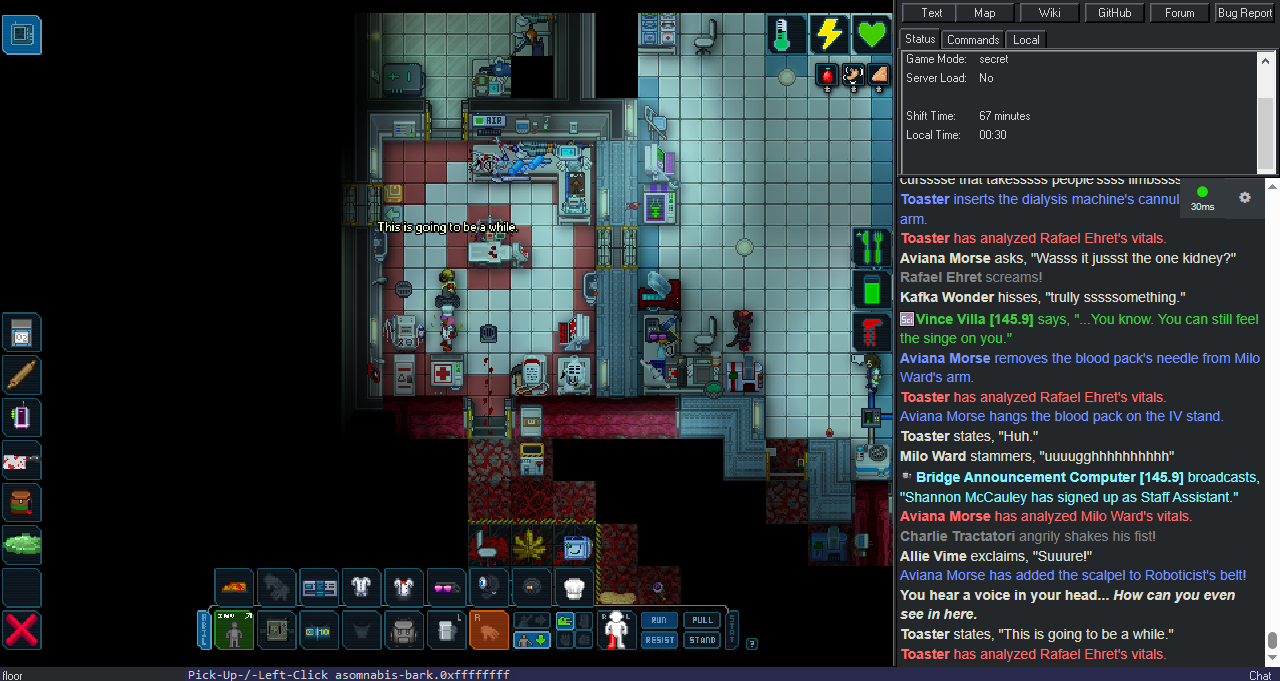 Text Map Wiki GitHub Forum Bug Report
Status Commands Local
Game Mode: secret
Server Load: No
Shift Time: 67 minutes
Local Time: 00:30
cursssse that takesssss people ssss limbssss
30ms
Toaster inserts the dialysis machine's cannul
arm.
Toaster has analyzed Rafael Ehret's vitals.
Aviana Morse asks, "Wasss it jussst the one kidney?"
Rafael Ehret screams!
Kafka Wonder hisses, "trully sssssomething."
Sci Vince Villa [145.9] says, "...You know. You can still feel
the singe on you."
Aviana Morse removes the blood pack's needle from Milo
Ward's arm.
Toaster has analyzed Rafael Ehret's vitals.
Aviana Morse hangs the blood pack on the IV stand.
Toaster states, "Huh."
Milo Ward stammers, "uuuugghhhhhhhhhh"
Bridge Announcement Computer [145.9] broadcasts,
"Shannon McCauley has signed up as Staff Assistant."
Aviana Morse has analyzed Milo Ward's vitals.
Charlie Tractatori angrily shakes his fist!
Allie Vime exclaims, "Suuure!"
Aviana Morse has added the scalpel to Roboticist's belt!
You hear a voice in your head... How can you even
see in here.
Toaster states, "This is going to be a while."
Toaster has analyzed Rafael Ehret's vitals.
Chat
AIR
This is going to be a while.
INV
R
L
R L
RUN PULL
RESIST STAND
?
floor
Pick-Up-/-Left-Click asomnabis-bark.0xffffffff